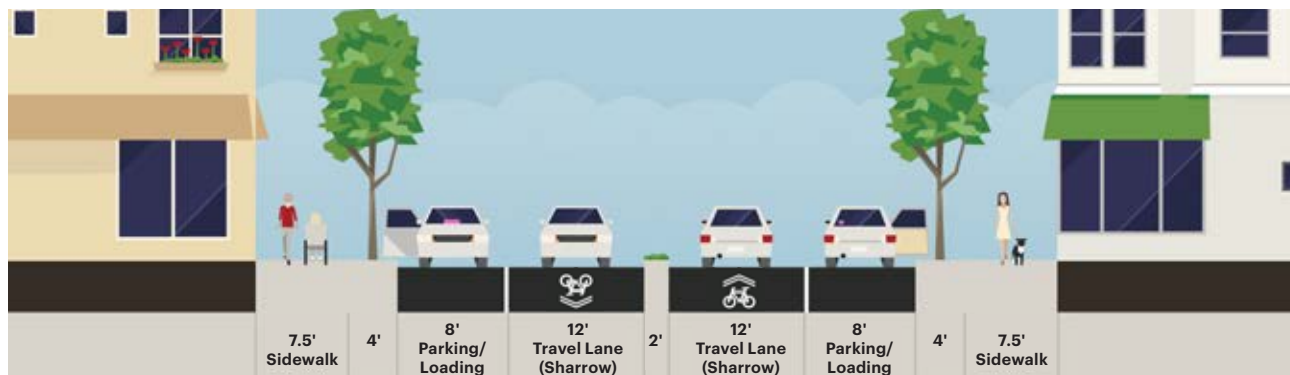 7.5'
Sidewalk
4'
8'
Parking/
Loading
12'
Travel Lane
(Sharrow)
2'
12'
Travel Lane
(Sharrow)
8'
Parking/
Loading
4'
7.5'
Sidewalk